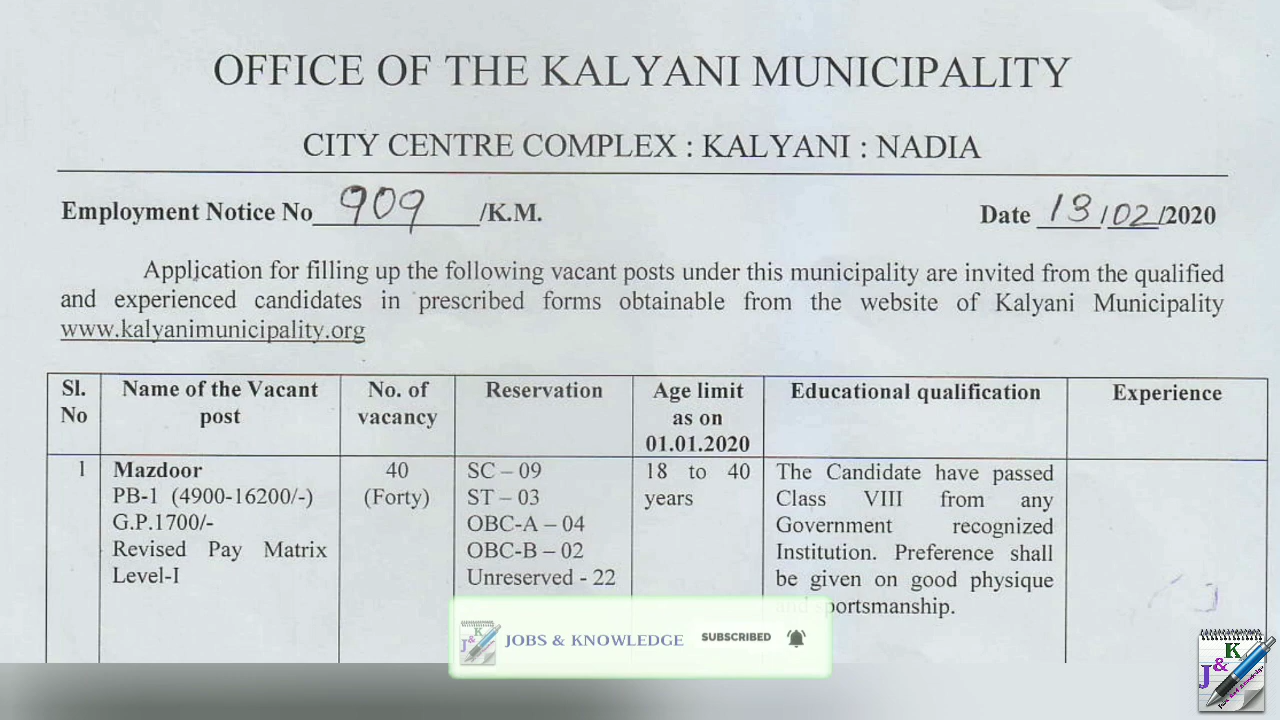 OFFICE OF THE KALYANI MUNICIPALITY
CITY CENTRE COMPLEX : KALYANI : NADIA
Employment Notice No 909 /K.M.
Date 13/02/2020
Application for filling up the following vacant posts under this municipality are invited from the qualified
and experienced candidates in prescribed forms obtainable from the website of Kalyani Municipality
www.kalyanimunicipality.org
Sl. No
Name of the Vacant post
No. of vacancy
Reservation
Age limit as on 01.01.2020
Educational qualification
Experience
1
Mazdoor
PB-1 (4900-16200/-)
G.P.1700/-
Revised Pay Matrix
Level-I
40
(Forty)
SC – 09
ST – 03
OBC-A – 04
OBC-B – 02
Unreserved - 22
18 to 40
years
The Candidate have passed
Class VIII from any
Government recognized
Institution. Preference shall
be given on good physique
and sportsmanship.
J&K
JOBS & KNOWLEDGE
SUBSCRIBED
J&K